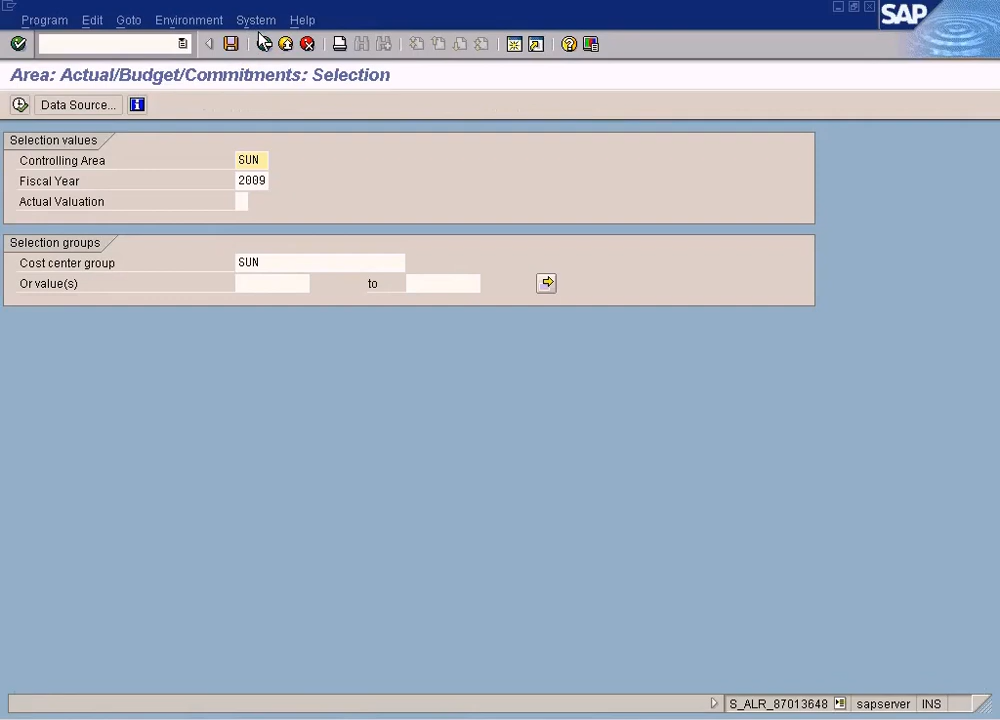 Program Edit Goto Environment System Help
SAP
Area: Actual/Budget/Commitments: Selection
Data Source...
Selection values
Controlling Area SUN
Fiscal Year 2009
Actual Valuation
Selection groups
Cost center group SUN
Or value(s) to
S_ALR_87013648 sapserver INS